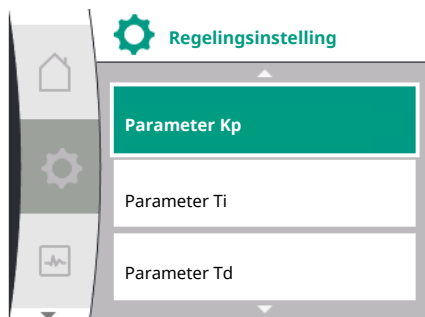 Regelingsinstelling
Parameter Kp
Parameter Ti
Parameter Td